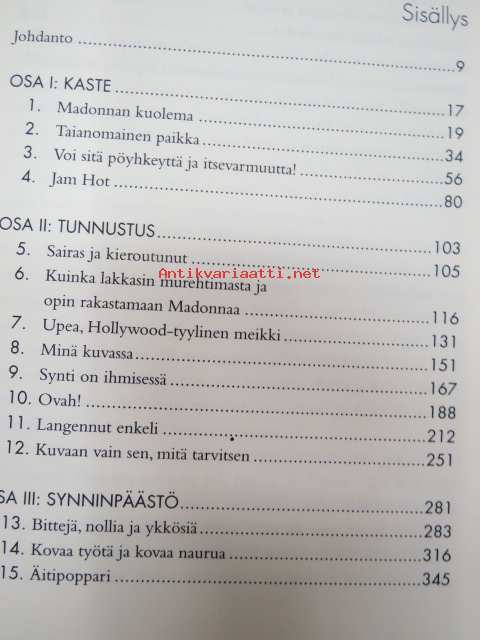 Sisällys
Johdanto 9
OSA I: KASTE 17
1. Madonnan kuolema 19
2. Taianomainen paikka 34
3. Voi sitä pöyhkeyttä ja itsevarmuutta! 56
4. Jam Hot 80
OSA II: TUNNUSTUS 103
5. Sairas ja kieroutunut 105
Antikvariaatti.net
6. Kuinka lakkasin murehtimasta ja
opin rakastamaan Madonnaa 116
7. Upea, Hollywood-tyylinen meikki 131
8. Minä kuvassa 151
9. Synti on ihmisessä 167
10. Ovah! 188
11. Langennut enkeli 212
12. Kuvaan vain sen, mitä tarvitsen 251
SA III: SYNNINPÄÄSTÖ 281
13. Bittejä, nollia ja ykkösiä 283
14. Kovaa työtä ja kovaa naurua 316
15. Äitipoppari 345